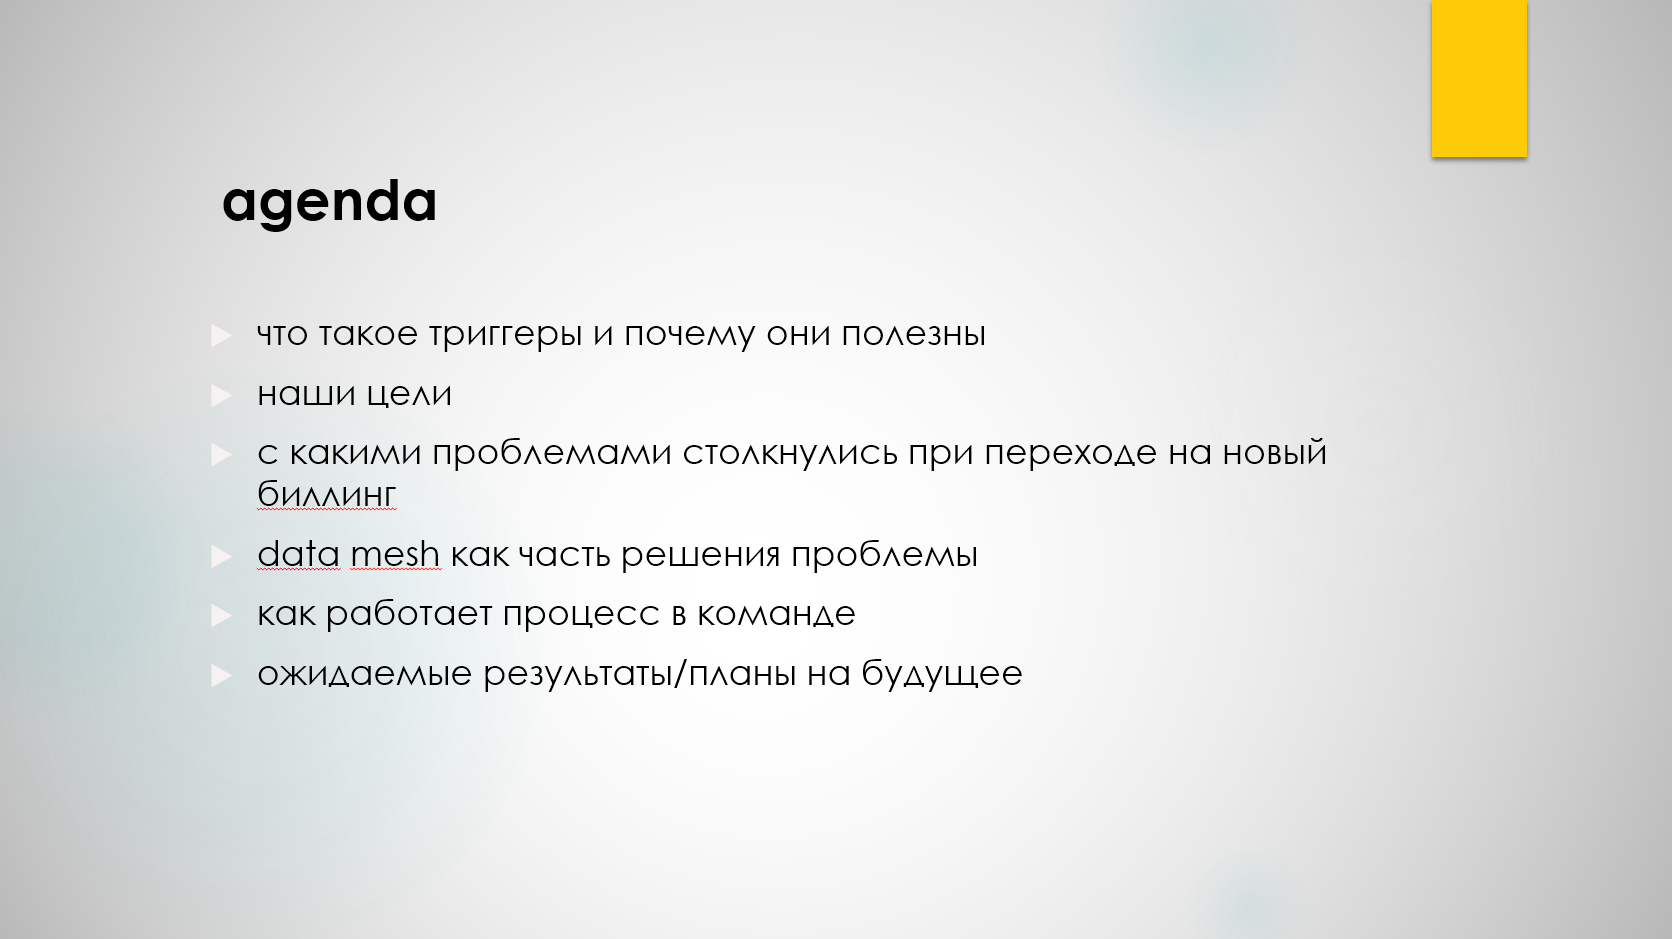 agenda
что такое триггеры и почему они полезны
наши цели
с какими проблемами столкнулись при переходе на новый
биллинг
data mesh как часть решения проблемы
как работает процесс в команде
ожидаемые результаты/планы на будущее